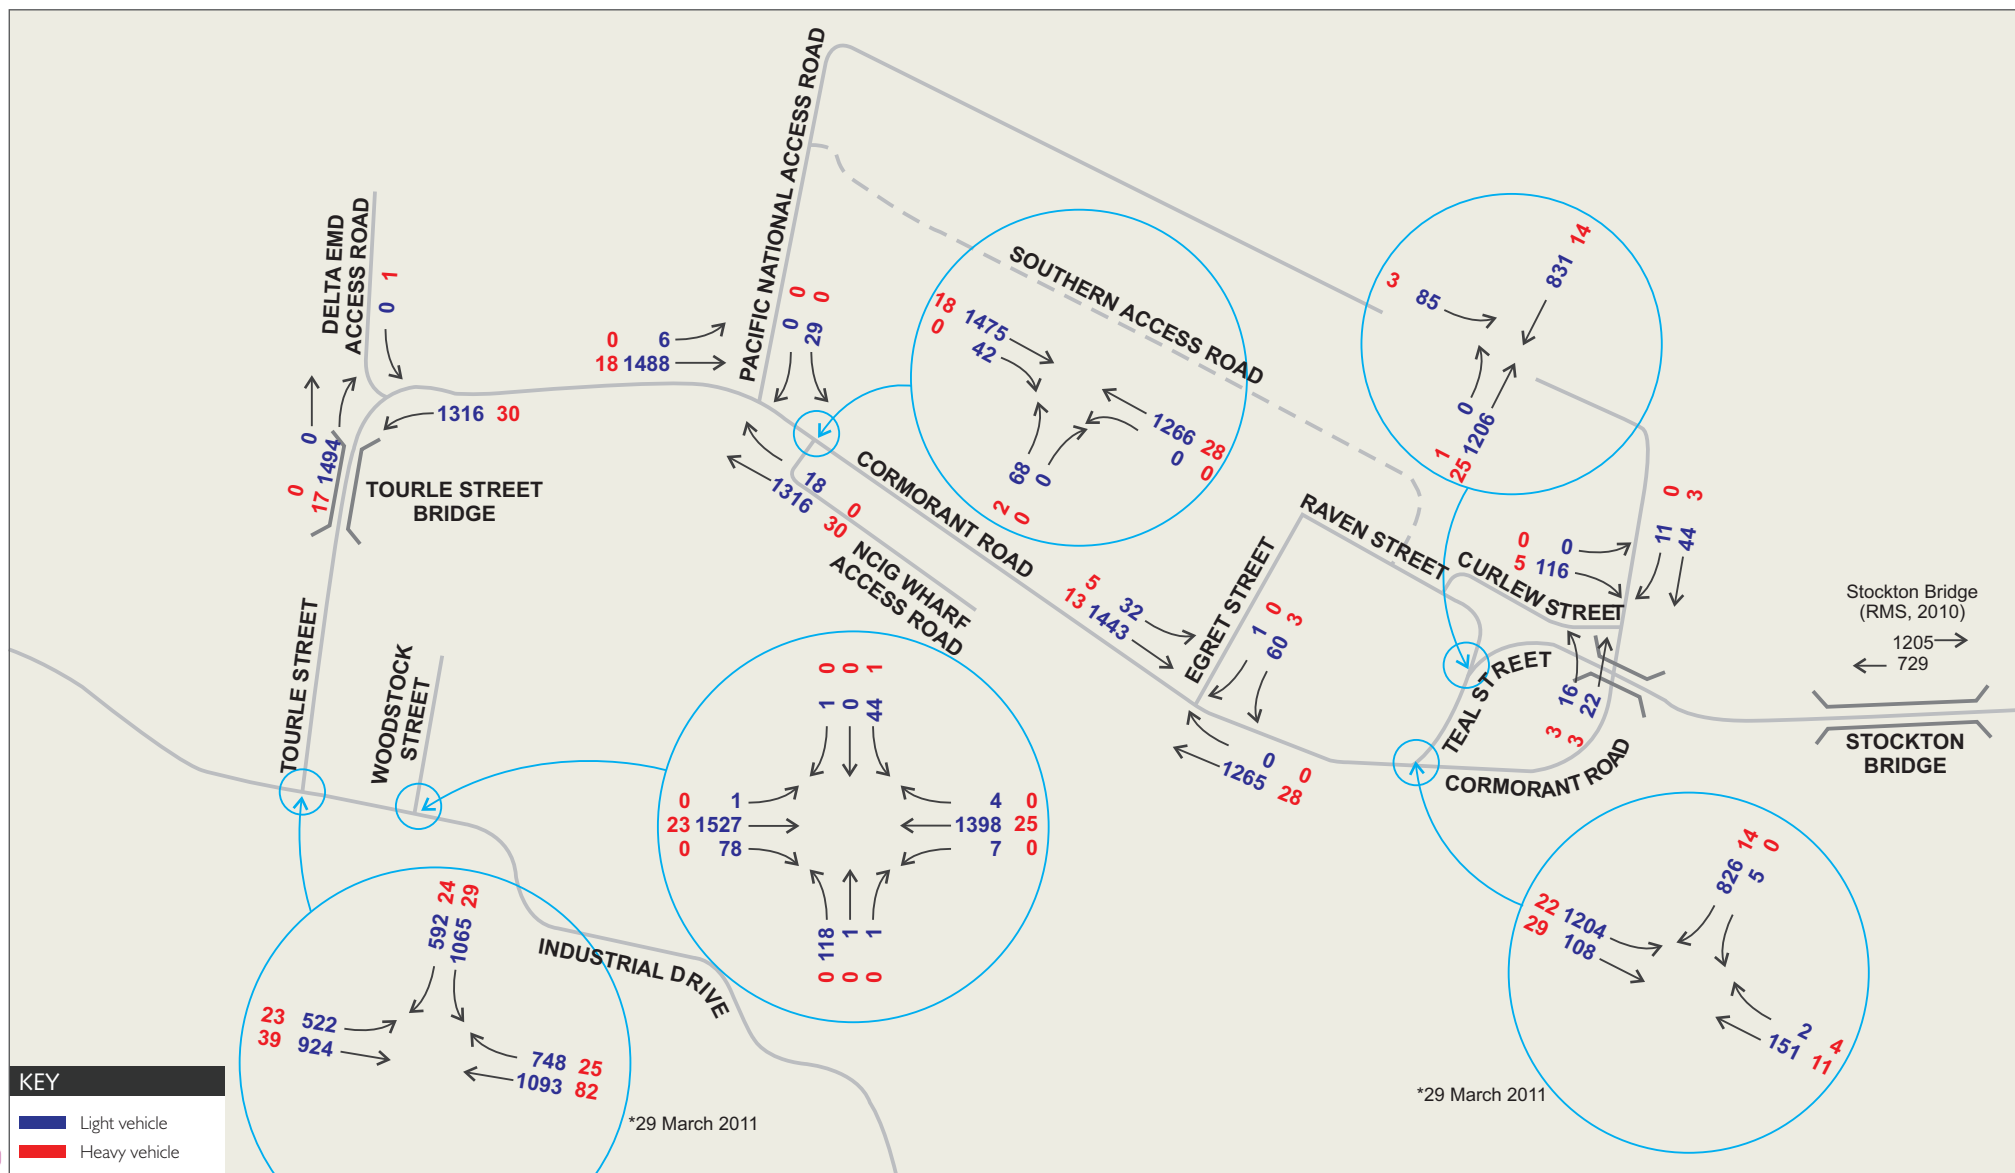 PACIFIC NATIONAL ACCESS ROAD
DELTA EMD
ACCESS ROAD
0 1
0 6
18 1488
0 0
0 29
1316 30
0 0
17 1494
TOURLE STREET
BRIDGE
18 0
1316 30
NCIG WHARF
ACCESS ROAD
CORMORANT ROAD
SOUTHERN ACCESS ROAD
18 1475
0 42
1266 28
0 0
68 0
2 0
14
831
3 85
0 1206
1 25
RAVEN STREET
CURLEW STREET
EGRET STREET
0 3
11 44
0 0
5 116
Stockton Bridge
(RMS, 2010)
1205
729
5 32
13 1443
0 3
1 60
0 0
1265 28
TEAL STREET
16 22
3 3
CORMORANT ROAD
STOCKTON
BRIDGE
TOURLE STREET
WOODSTOCK
STREET
0 0 1
1 0 44
0 1
23 1527
0 78
4 0
1398 25
7 0
118 1 1
0 0 0
INDUSTRIAL DRIVE
24 29
592 1065
23 522
39 924
748 25
1093 82
*29 March 2011
14 0
826 5
22 1204
29 108
2 4
151 11
*29 March 2011
KEY
Light vehicle
Heavy vehicle